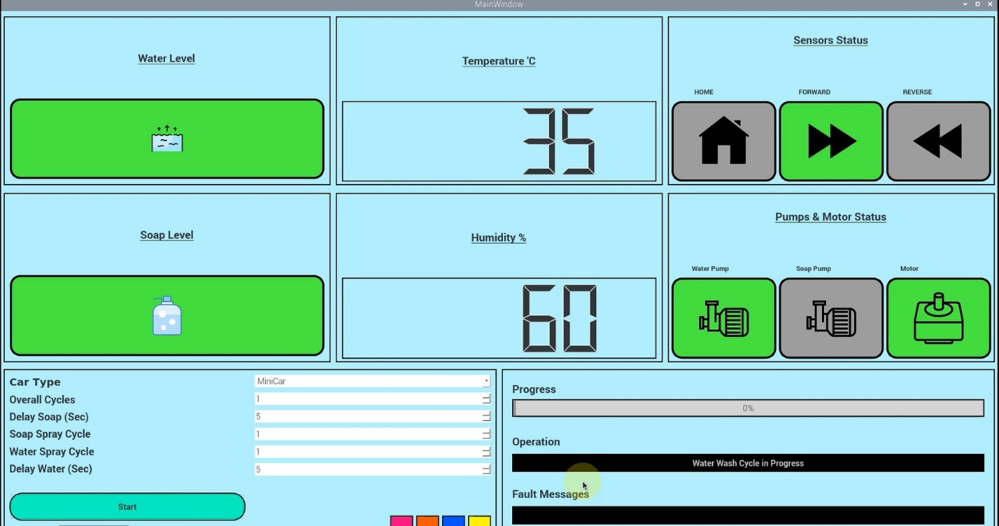 MainWindow
Water Level
Temperature 'C
35
Sensors Status
HOME FORWARD REVERSE
Soap Level
Humidity %
60
Pumps & Motor Status
Water Pump Soap Pump Motor
Car Type MiniCar
Overall Cycles 1
Delay Soap (Sec) 5
Soap Spray Cycle 1
Water Spray Cycle 1
Delay Water (Sec) 5
Start
Progress
0%
Operation
Water Wash Cycle in Progress
Fault Messages